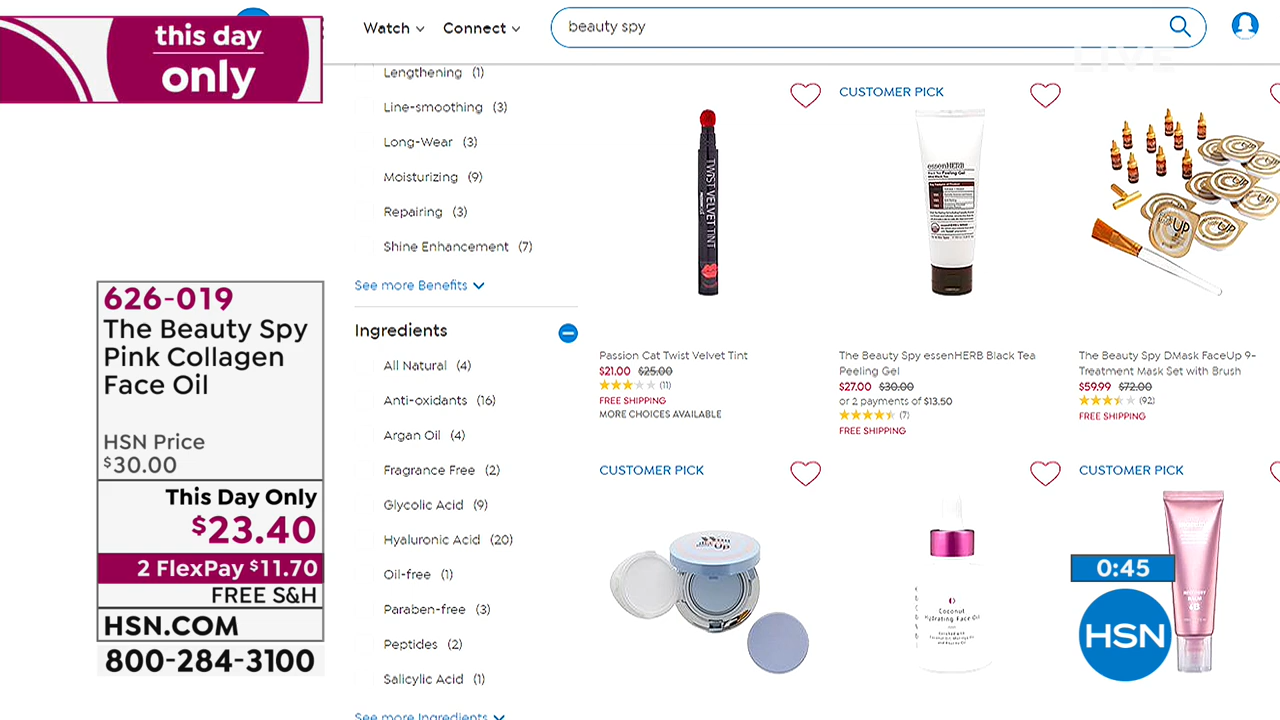 this day
only
Watch
Connect
beauty spy
LIVE
626-019
The Beauty Spy
Pink Collagen
Face Oil
HSN Price
$30.00
This Day Only
$23.40
2 FlexPay $11.70
FREE S&H
HSN.COM
800-284-3100
Lengthening (1)
Line-smoothing (3)
Long-Wear (3)
Moisturizing (9)
Repairing (3)
Shine Enhancement (7)
See more Benefits
Ingredients
All Natural (4)
Anti-oxidants (16)
Argan Oil (4)
Fragrance Free (2)
Glycolic Acid (9)
Hyaluronic Acid (20)
Oil-free (1)
Paraben-free (3)
Peptides (2)
Salicylic Acid (1)
See more Ingredients
TWIST VELVET TINT
Passion Cat Twist Velvet Tint
$21.00 $25.00
(11)
FREE SHIPPING
MORE CHOICES AVAILABLE
CUSTOMER PICK
essenHERB
Peeling Gel
The Beauty Spy essenHERB Black Tea
Peeling Gel
$27.00 $30.00
or 2 payments of $13.50
(7)
FREE SHIPPING
UP
The Beauty Spy DMask FaceUp 9-
Treatment Mask Set with Brush
$59.99 $72.00
(92)
FREE SHIPPING
CUSTOMER PICK
Up
Coconut
Hydrating Face Oil
CUSTOMER PICK
0:45
HSN